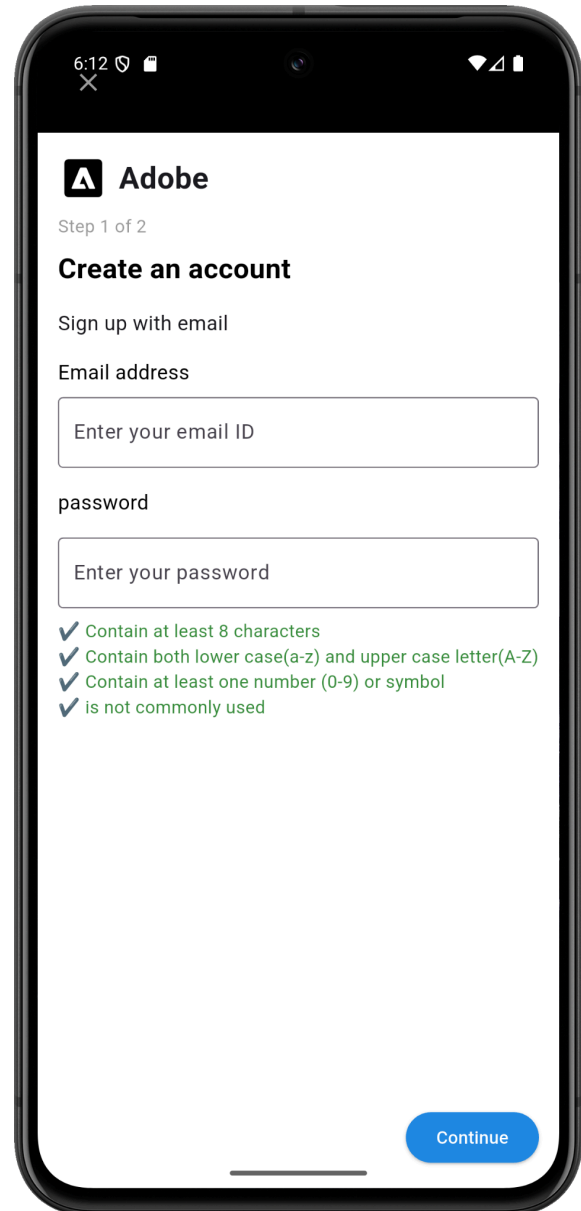 6:12
Adobe
Step 1 of 2
Create an account
Sign up with email
Email address
Enter your email ID
password
Enter your password
✔ Contain at least 8 characters
✔ Contain both lower case(a-z) and upper case letter(A-Z)
✔ Contain at least one number (0-9) or symbol
✔ is not commonly used
Continue